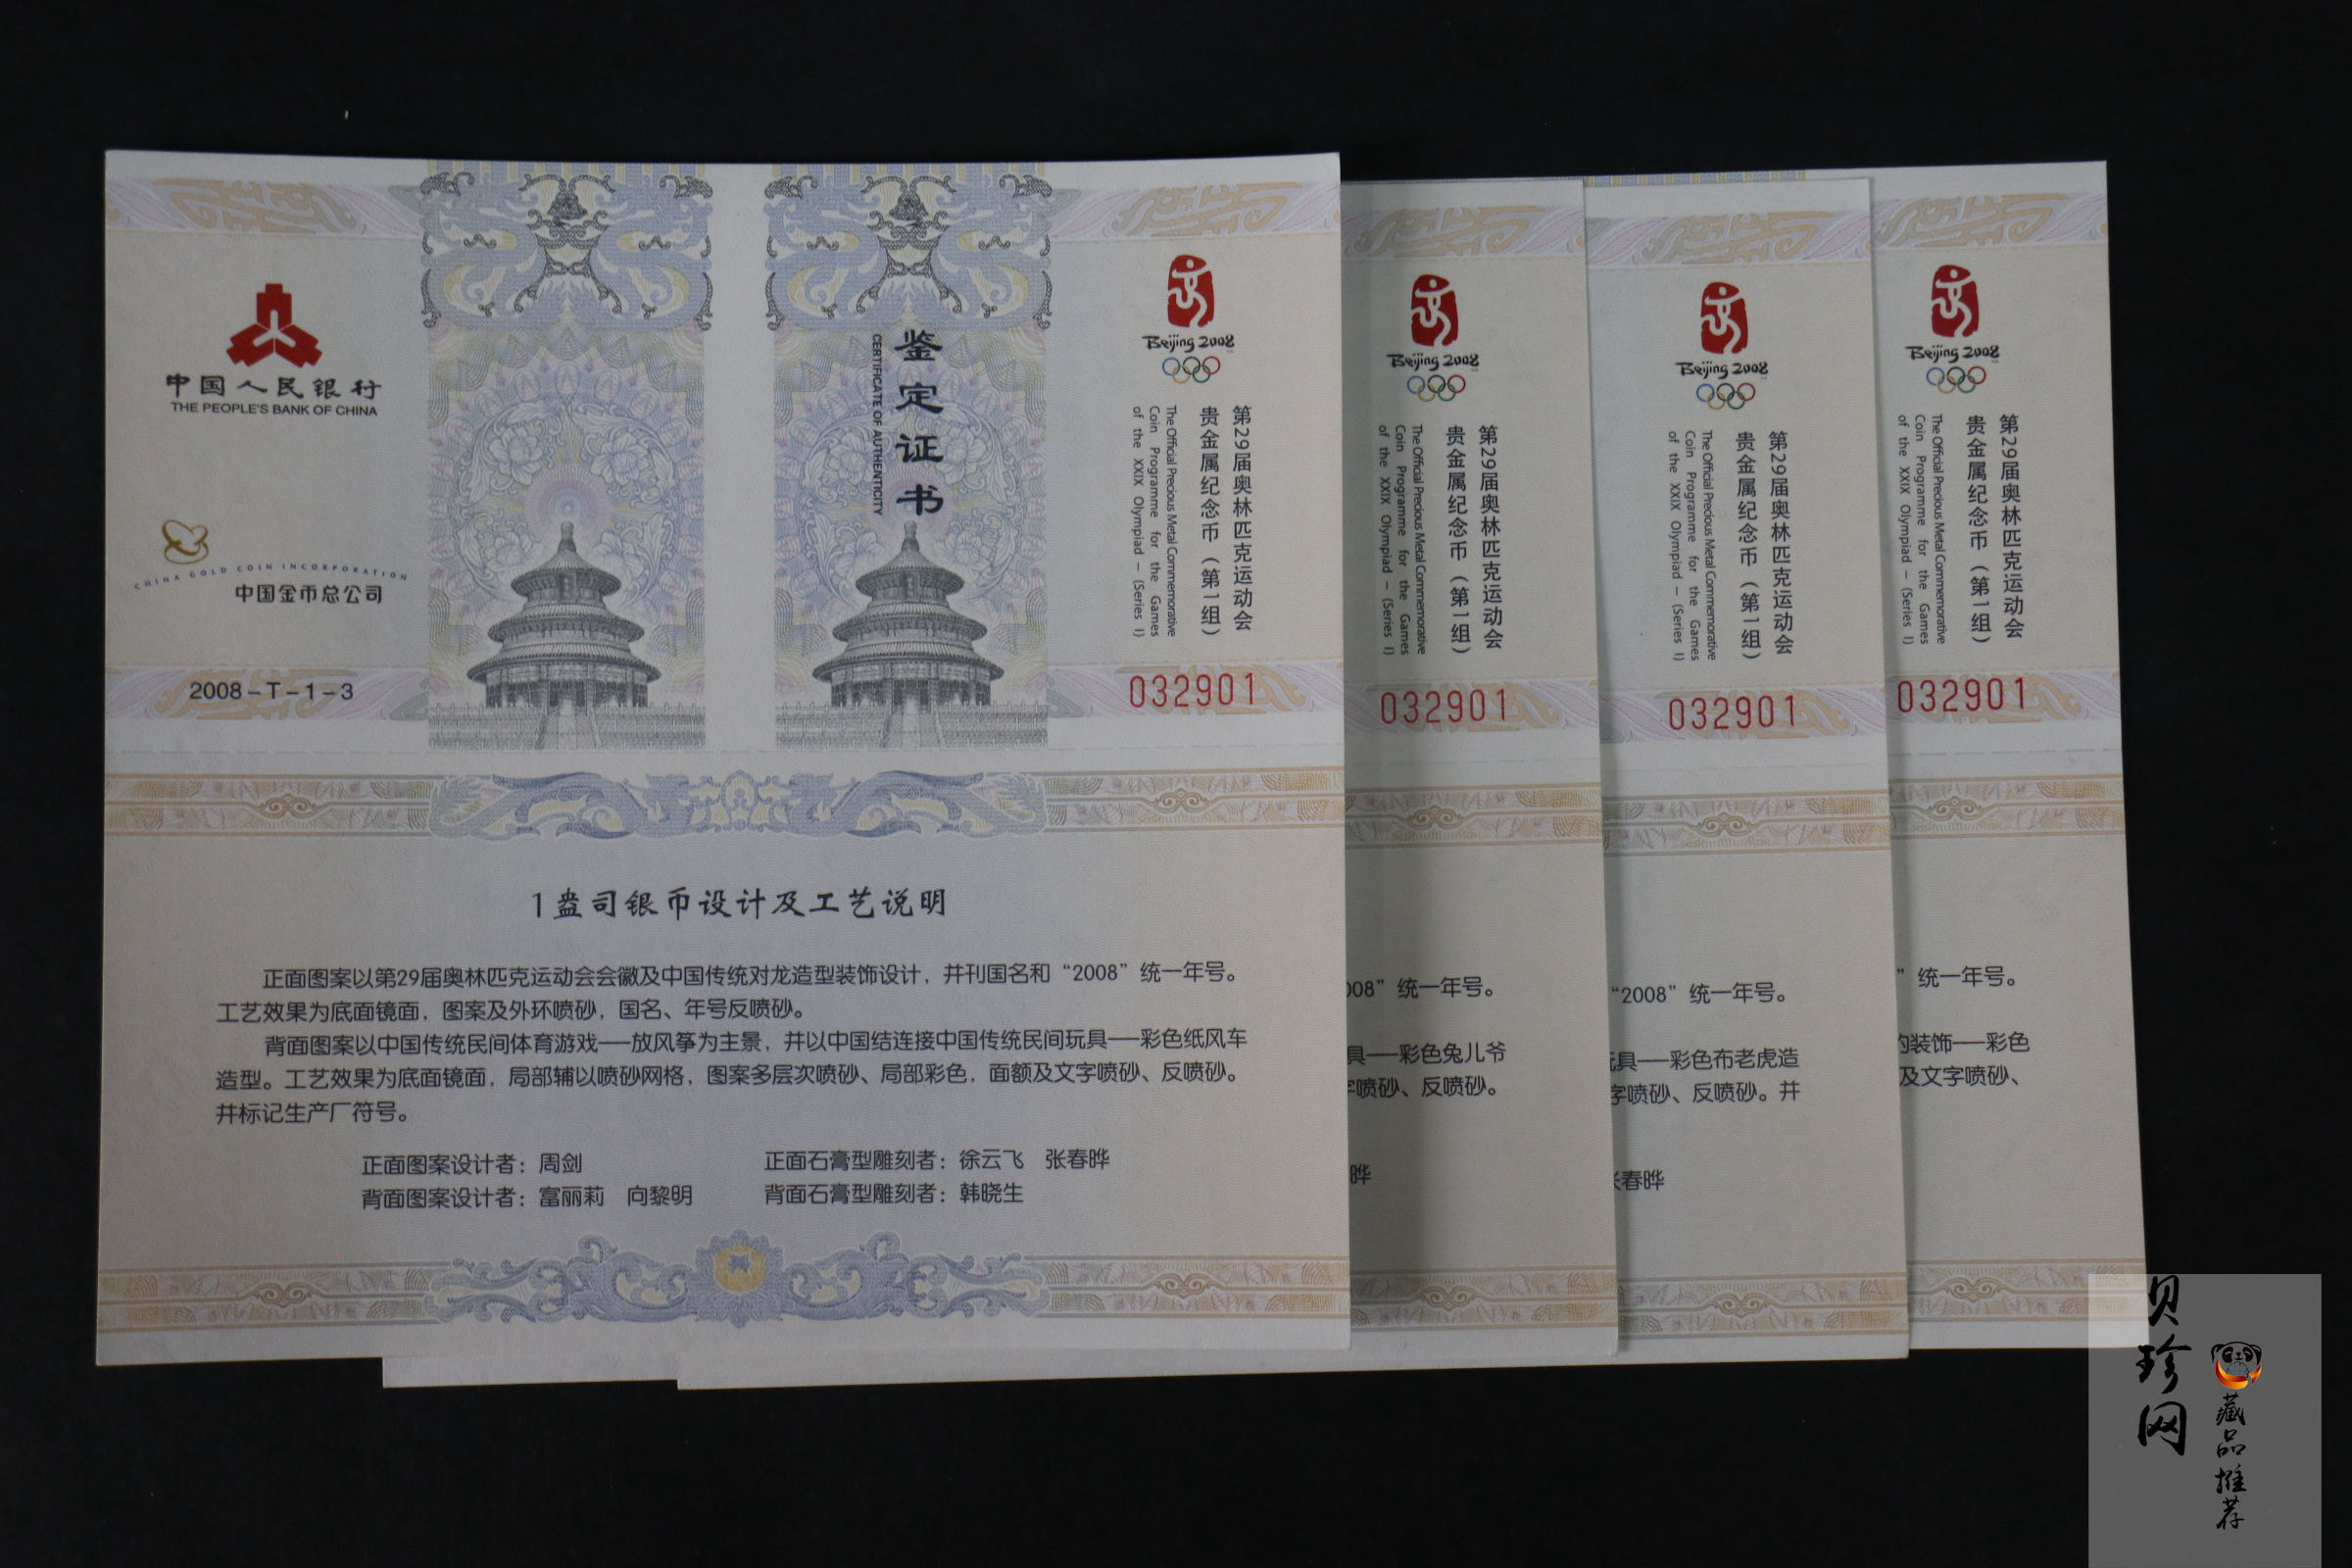 中国人民银行
THE PEOPLE'S BANK OF CHINA
CHINA GOLD COIN INCORPORATION
中国金币总公司
2008-T-1-3
鉴定证书
CERTIFICATE OF AUTHENTICITY
Beijing 2008
第29届奥林匹克运动会
贵金属纪念币（第1组）
The Official Precious Metal Commemorative
Coin Programme for the Games
of the XXIX Olympiad – (Series I)
032901
1盎司银币设计及工艺说明
正面图案以第29届奥林匹克运动会会徽及中国传统对龙造型装饰设计，并刊国名和“2008”统一年号。
工艺效果为底面镜面，图案及外环喷砂，国名、年号反喷砂。
背面图案以中国传统民间体育游戏──放风筝为主景，并以中国结连接中国传统民间玩具──彩色纸风车
造型。工艺效果为底面镜面，局部辅以喷砂网格，图案多层次喷砂、局部彩色，面额及文字喷砂、反喷砂。
并标记生产厂符号。
正面图案设计者：周剑
正面石膏型雕刻者：徐云飞 张春晔
背面图案设计者：富丽莉 向黎明
背面石膏型雕刻者：韩晓生
Beijing 2008
第29届奥林匹克运动会
贵金属纪念币（第1组）
The Official Precious Metal Commemorative
Coin Programme for the Games
of the XXIX Olympiad – (Series I)
032901
008”统一年号。
具──彩色兔儿爷
喷砂、反喷砂。
晔
Beijing 2008
第29届奥林匹克运动会
贵金属纪念币（第1组）
The Official Precious Metal Commemorative
Coin Programme for the Games
of the XXIX Olympiad – (Series I)
032901
“2008”统一年号。
具──彩色布老虎造
字喷砂、反喷砂。并
春晔
Beijing 2008
第29届奥林匹克运动会
贵金属纪念币（第1组）
The Official Precious Metal Commemorative
Coin Programme for the Games
of the XXIX Olympiad – (Series I)
032901
”统一年号。
的装饰──彩色
及文字喷砂、
贝珍网
藏品推荐